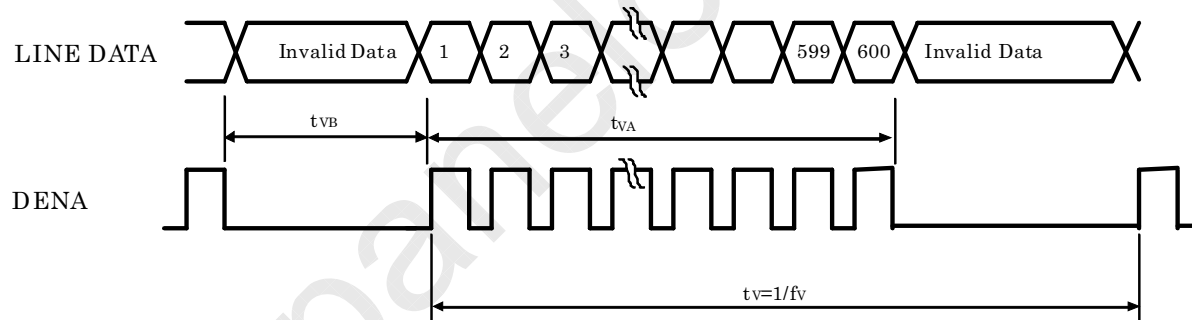 LINE DATA Invalid Data 1 2 3 599 600 Invalid Data
tVB tVA
DENA
tV=1/fV